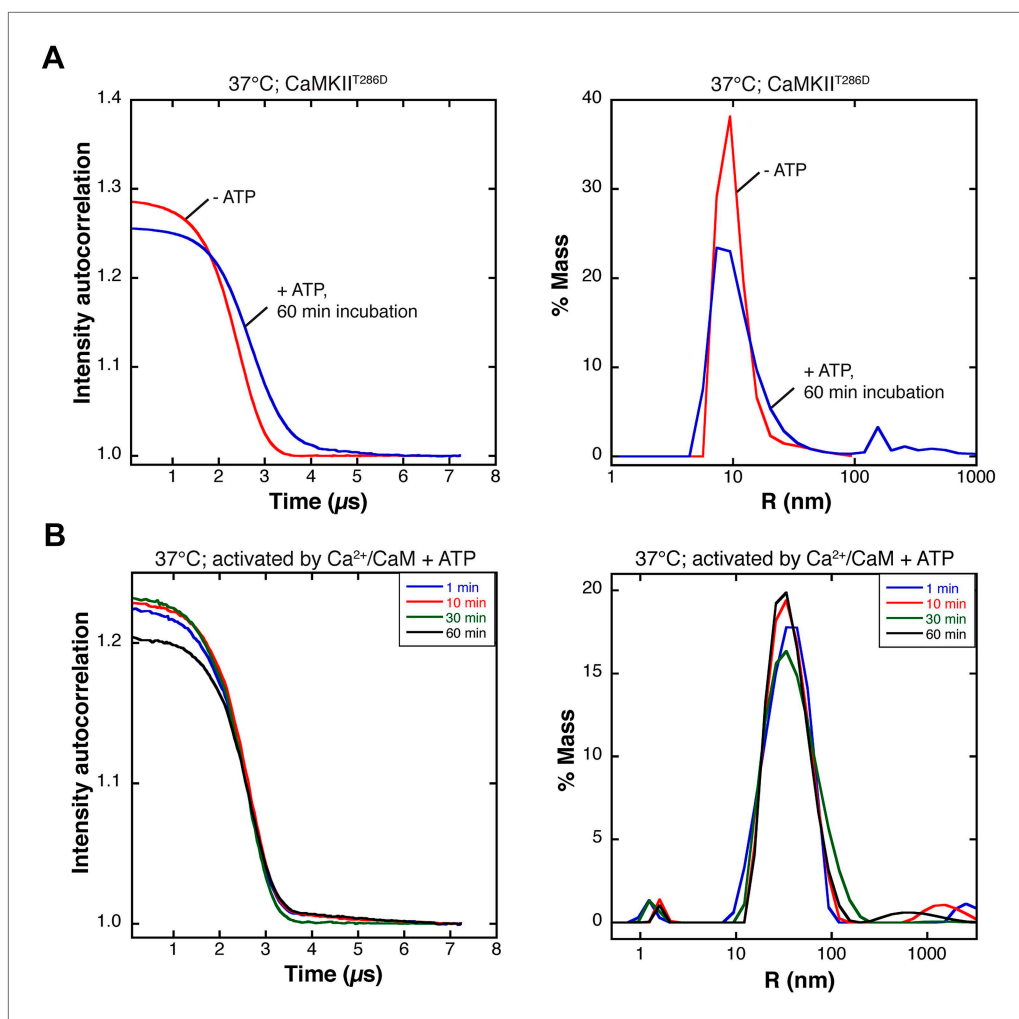 A
37°C; CaMKII^T286D
1.4
1.3
1.2
1.1
1.0
Intensity autocorrelation
- ATP
+ ATP,
60 min incubation
1 2 3 4 5 6 7 8
Time (µs)
37°C; CaMKII^T286D
40
30
20
10
0
% Mass
- ATP
+ ATP,
60 min incubation
1 10 100 1000
R (nm)
B
37°C; activated by Ca²⁺/CaM + ATP
1 min
10 min
30 min
60 min
1.2
1.1
1.0
Intensity autocorrelation
1 2 3 4 5 6 7 8
Time (µs)
37°C; activated by Ca²⁺/CaM + ATP
1 min
10 min
30 min
60 min
20
15
10
5
0
% Mass
1 10 100 1000
R (nm)